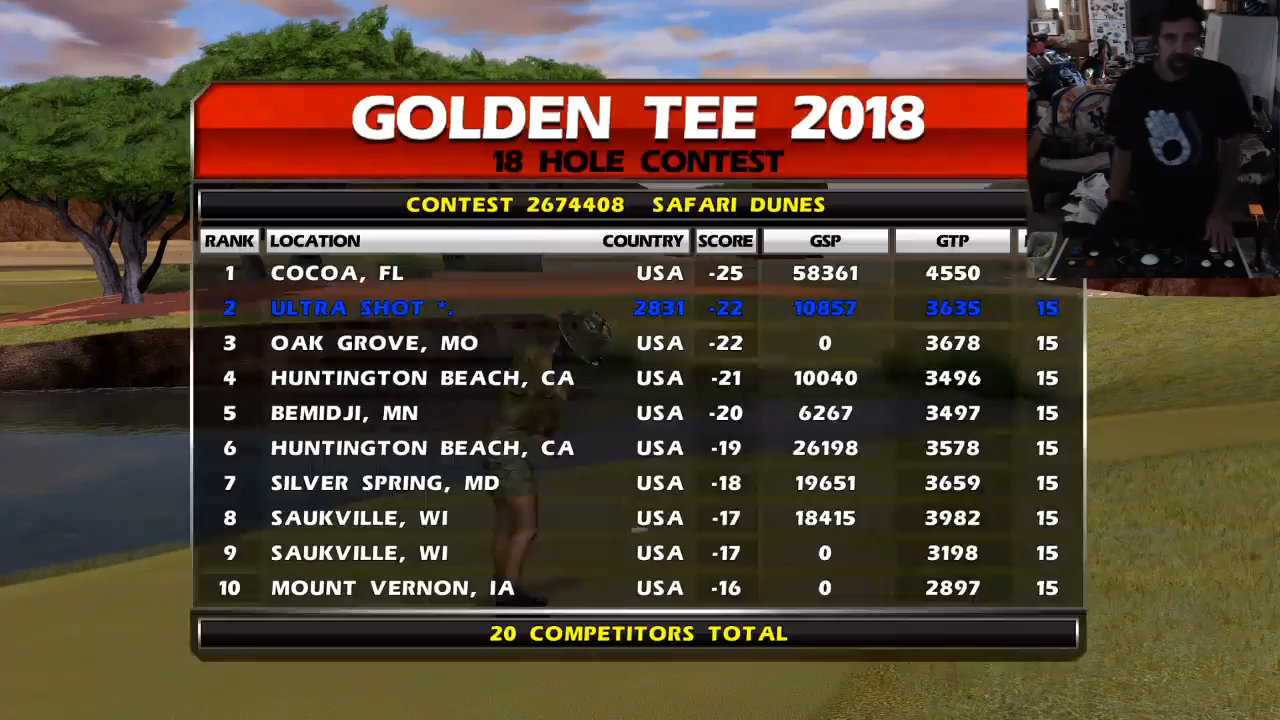 GOLDEN TEE 2018
18 HOLE CONTEST
CONTEST 2674408 SAFARI DUNES
RANK LOCATION COUNTRY SCORE GSP GTP
1 COCOA, FL USA -25 58361 4550
2 ULTRA SHOT *. 2831 -22 10857 3635 15
3 OAK GROVE, MO USA -22 0 3678 15
4 HUNTINGTON BEACH, CA USA -21 10040 3496 15
5 BEMIDJI, MN USA -20 6267 3497 15
6 HUNTINGTON BEACH, CA USA -19 26198 3578 15
7 SILVER SPRING, MD USA -18 19651 3659 15
8 SAUKVILLE, WI USA -17 18415 3982 15
9 SAUKVILLE, WI USA -17 0 3198 15
10 MOUNT VERNON, IA USA -16 0 2897 15
20 COMPETITORS TOTAL